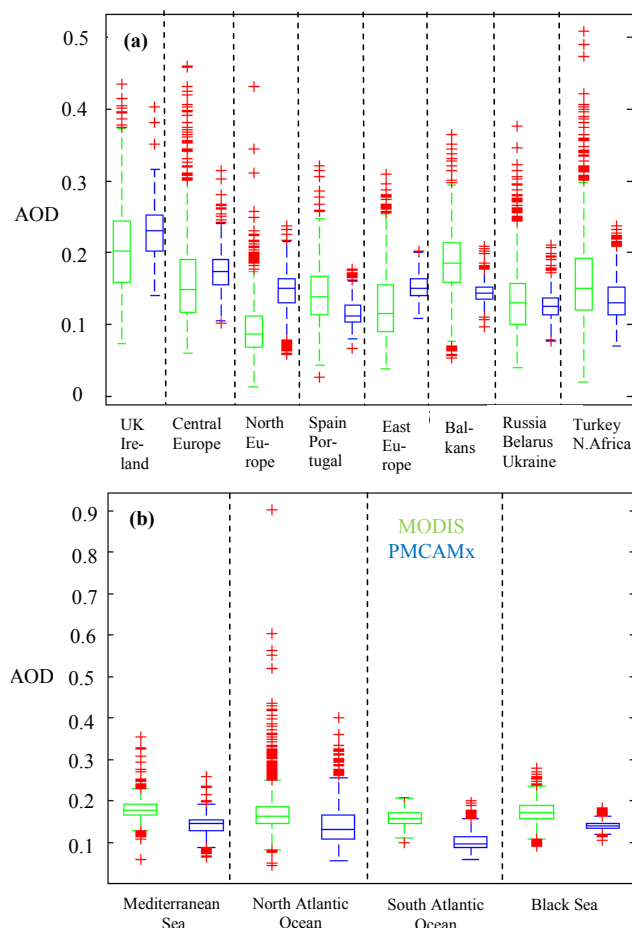 0.5
(a)
0.4
0.3
AOD
0.2
0.1
0
UK Ire- land
Central Europe
North Eu- rope
Spain Por- tugal
East Eu- rope
Bal- kans
Russia Belarus Ukraine
Turkey N.Africa
0.9
(b)
MODIS
0.8
PMCAMx
0.7
0.6
AOD
0.5
0.4
0.3
0.2
0.1
Mediterranean Sea
North Atlantic Ocean
South Atlantic Ocean
Black Sea